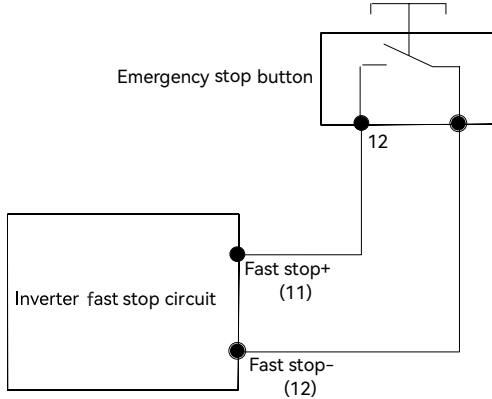 Emergency stop button
12
Fast stop+
(11)
Inverter fast stop circuit
Fast stop-
(12)